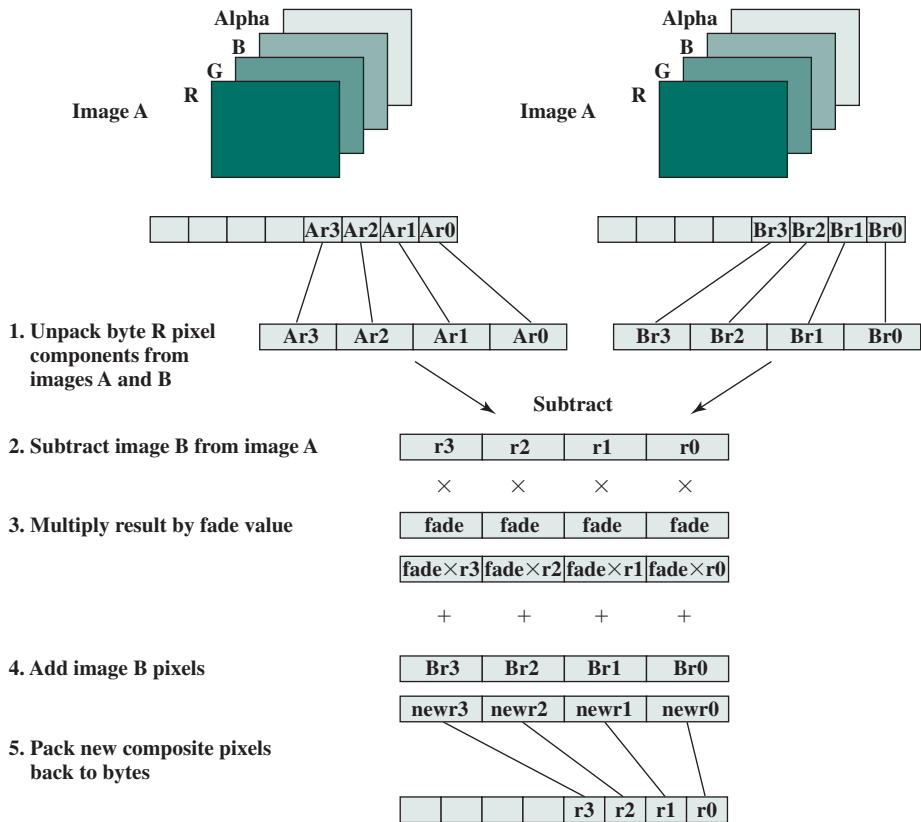 Alpha
B
G
R
Image A
Alpha
B
G
R
Image A
Ar3 Ar2 Ar1 Ar0
Br3 Br2 Br1 Br0
1. Unpack byte R pixel
components from
images A and B
Ar3 Ar2 Ar1 Ar0
Br3 Br2 Br1 Br0
Subtract
2. Subtract image B from image A
r3 r2 r1 r0
× × × ×
3. Multiply result by fade value
fade fade fade fade
fade×r3 fade×r2 fade×r1 fade×r0
+ + + +
4. Add image B pixels
Br3 Br2 Br1 Br0
newr3 newr2 newr1 newr0
5. Pack new composite pixels
back to bytes
r3 r2 r1 r0